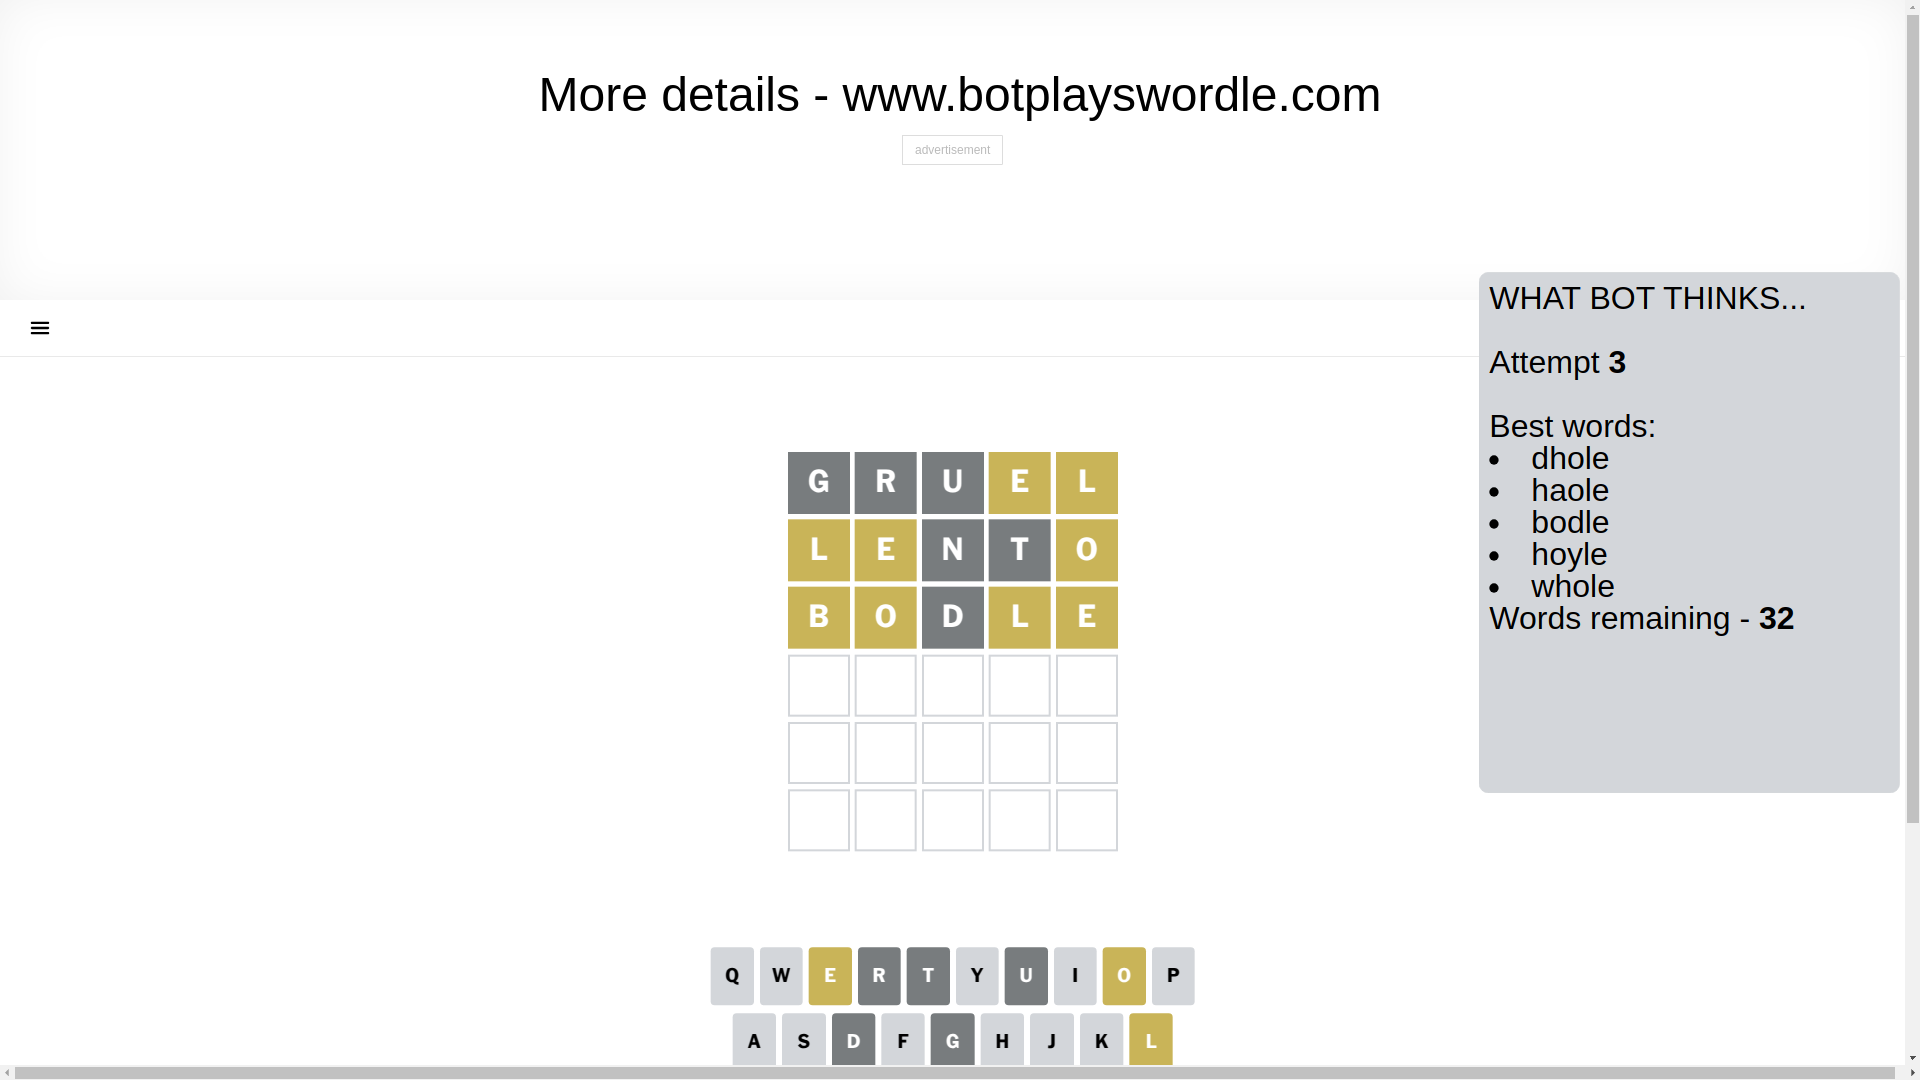 More details - www.botplayswordle.com
advertisement
WHAT BOT THINKS...
Attempt 3
Best words:
• dhole
• haole
• bodle
• hoyle
• whole
Words remaining - 32
G R U E L
L E N T O
B O D L E
Q W E R T Y U I O P
A S D F G H J K L